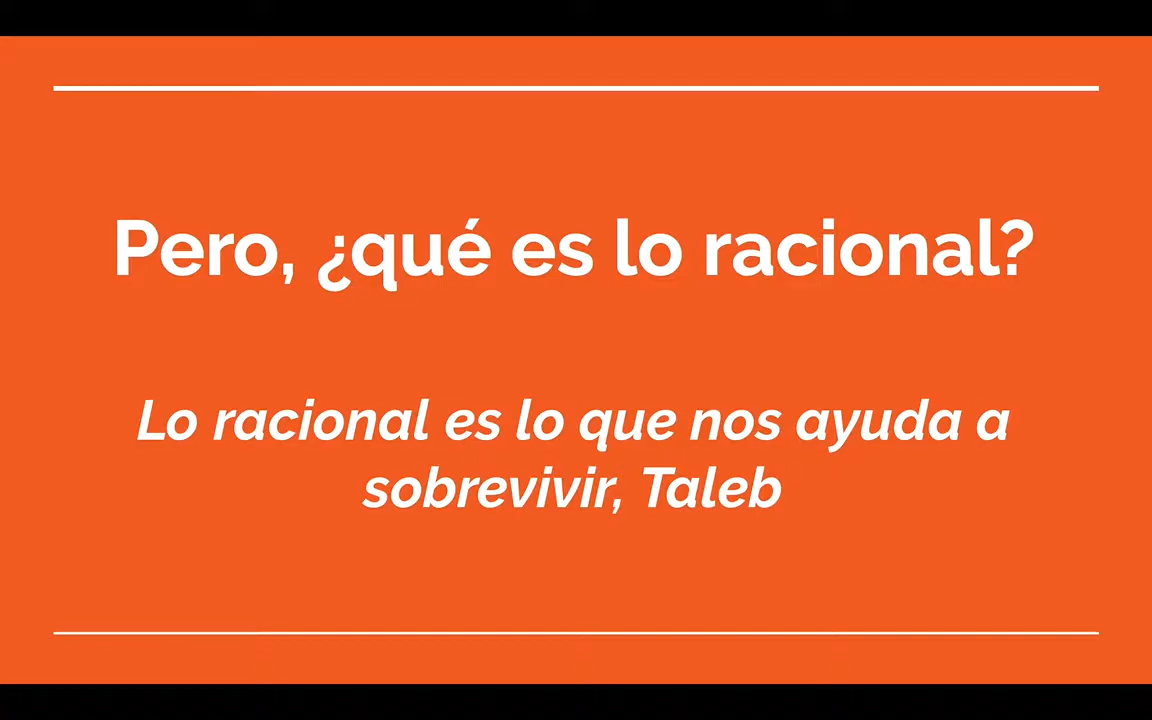 Pero, ¿qué es lo racional?
Lo racional es lo que nos ayuda a
sobrevivir, Taleb